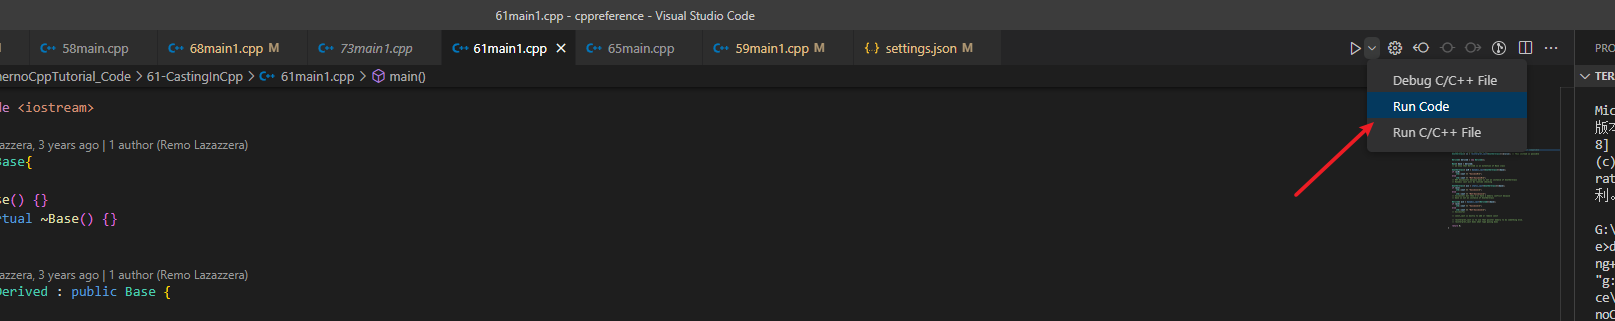 61main1.cpp - cppreference - Visual Studio Code
58main.cpp
68main1.cpp M
73main1.cpp
61main1.cpp
65main.cpp
59main1.cpp M
settings.json M
PRO
hernoCppTutorial_Code > 61-CastingInCpp > 61main1.cpp > main()
Debug C/C++ File
Run Code
Run C/C++ File
TER
de <iostream>
azzera, 3 years ago | 1 author (Remo Lazazzera)
Base{
se() {}
rtual ~Base() {}
azzera, 3 years ago | 1 author (Remo Lazazzera)
Derived : public Base {
Mic
版本
8]
(c)
rat
利。
G:\
e>d
ng+
"g:
ce\
noC